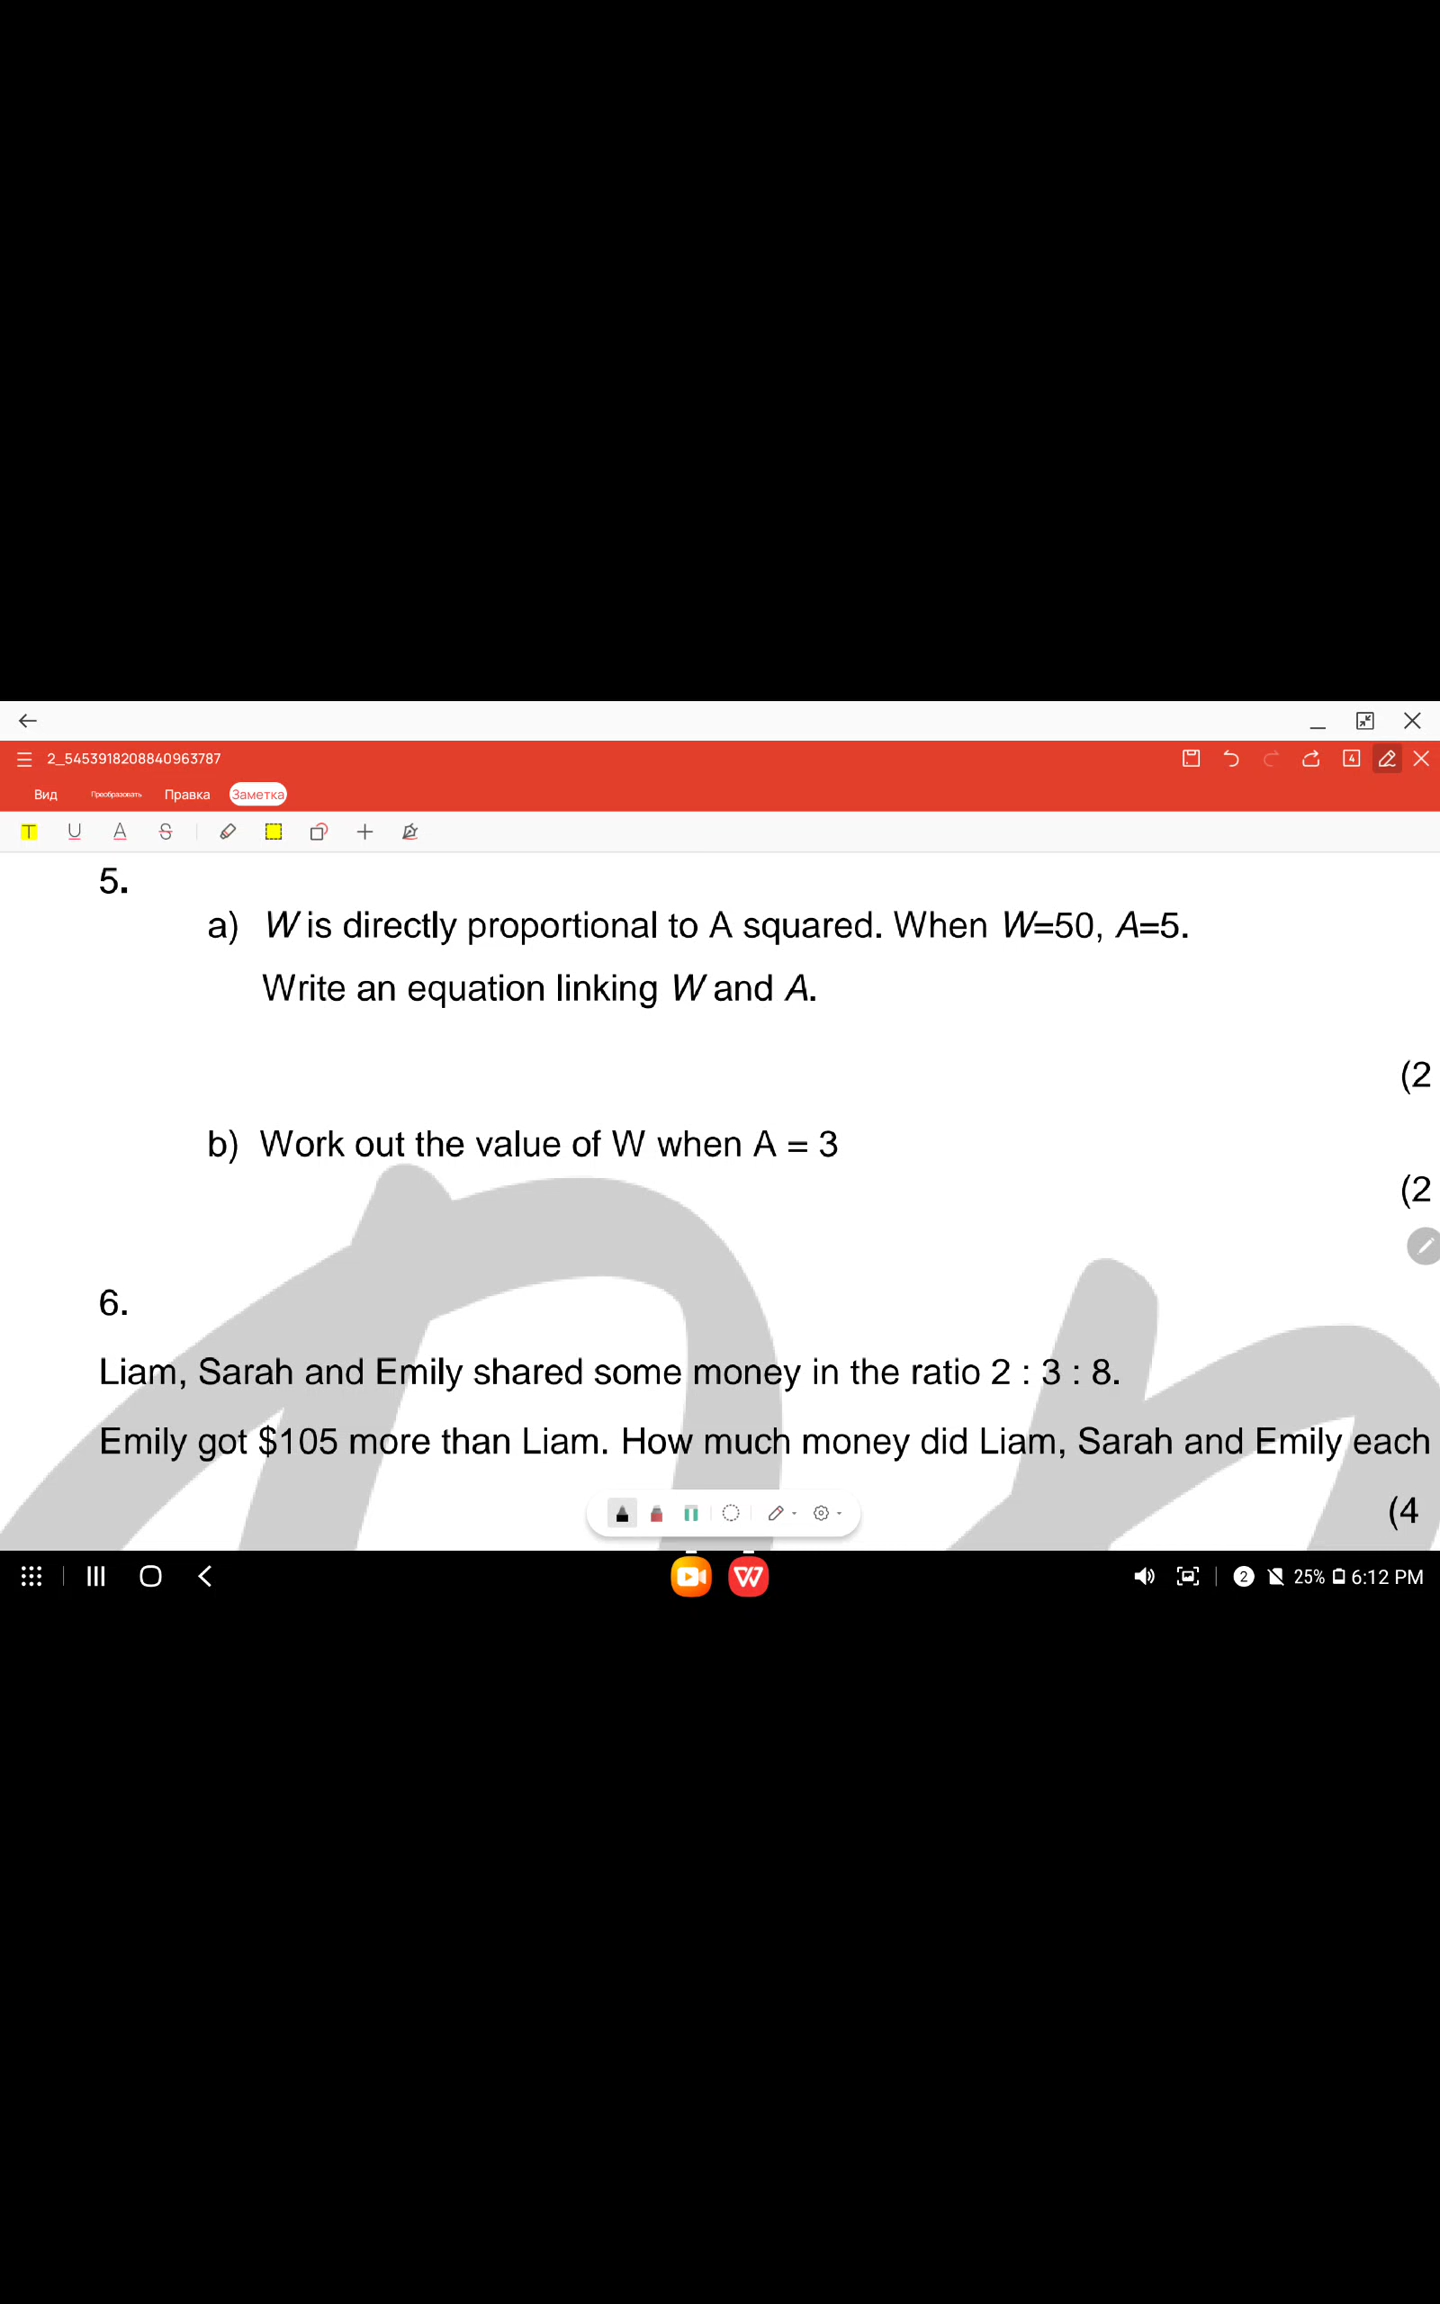 2_5453918208840963787
4
Вид Преобразовать Правка Заметка
T U A S
5.
a) W is directly proportional to A squared. When W=50, A=5.
Write an equation linking W and A.
(2
b) Work out the value of W when A = 3
(2
6.
Liam, Sarah and Emily shared some money in the ratio 2 : 3 : 8.
Emily got $105 more than Liam. How much money did Liam, Sarah and Emily each
(4
2 25% 6:12 PM